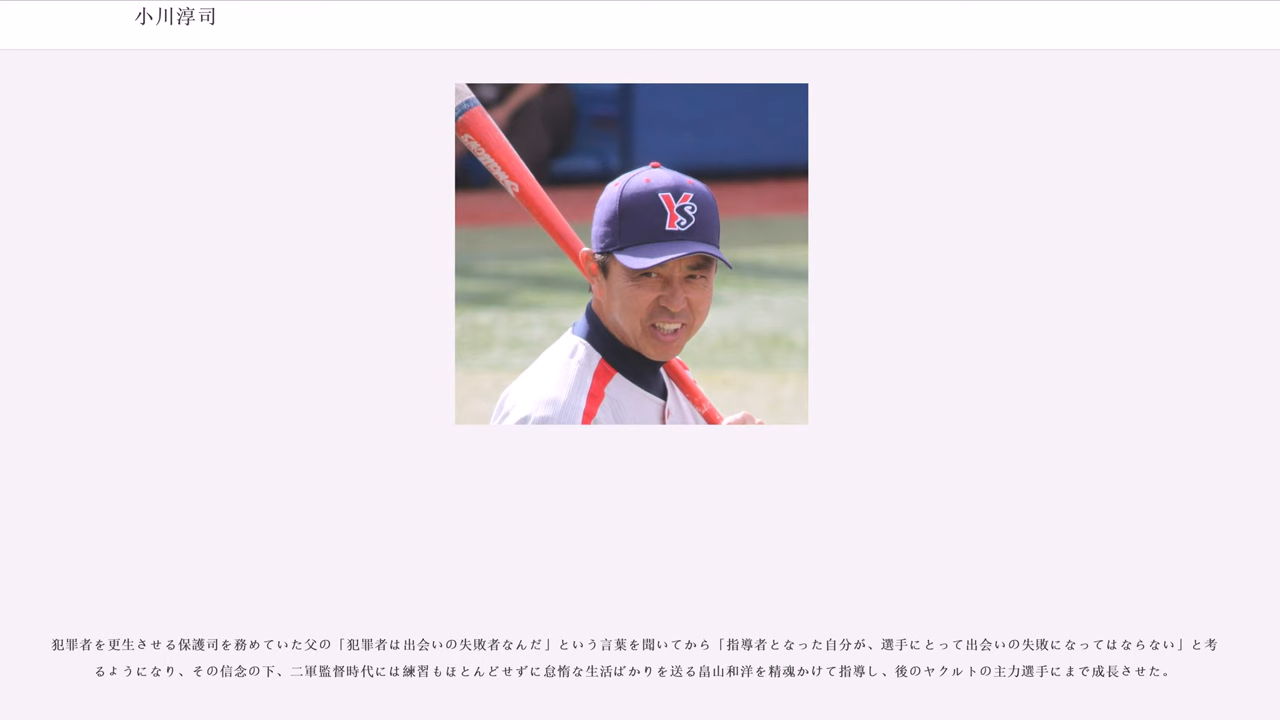 小川淳司
YS
犯罪者を更生させる保護司を務めていた父の「犯罪者は出会いの失敗者なんだ」という言葉を聞いてから「指導者となった自分が、選手にとって出会いの失敗になってはならない」と考
るようになり、その信念の下、二軍監督時代には練習もほとんどせずに怠惰な生活ばかりを送る畠山和洋を精魂かけて指導し、後のヤクルトの主力選手にまで成長させた。